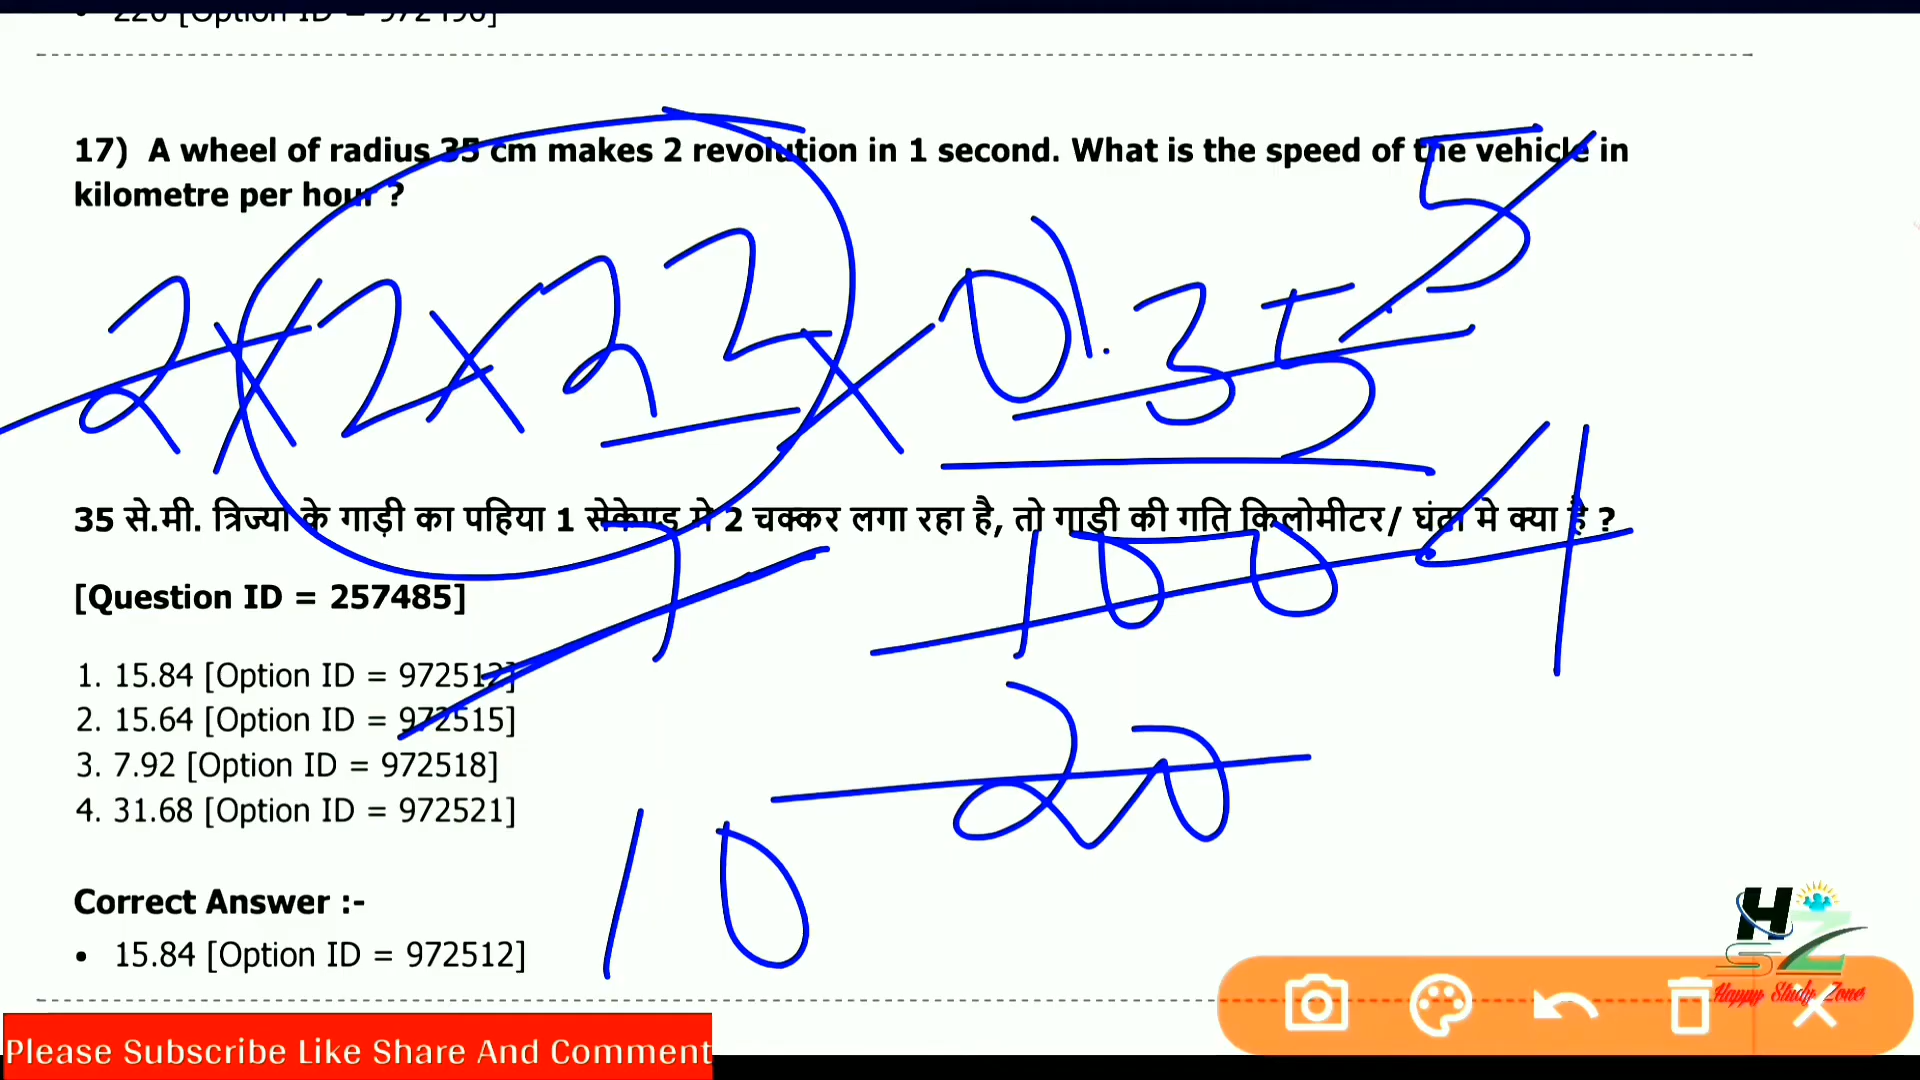 17) A wheel of radius 35 cm makes 2 revolution in 1 second. What is the speed of the vehicle in
kilometre per hour ?
5
2×2×22×0.35
35 से.मी. त्रिज्या के गाड़ी का पहिया 1 सेकेण्ड मे 2 चक्कर लगा रहा है, तो गाड़ी की गति किलोमीटर/ घंटा मे क्या है ?
7 100
[Question ID = 257485]
1. 15.84 [Option ID = 972512]
2. 15.64 [Option ID = 972515]
3. 7.92 [Option ID = 972518]
20
4. 31.68 [Option ID = 972521]
10
Correct Answer :-
• 15.84 [Option ID = 972512]
Happy Study Zone
Please Subscribe Like Share And Comment